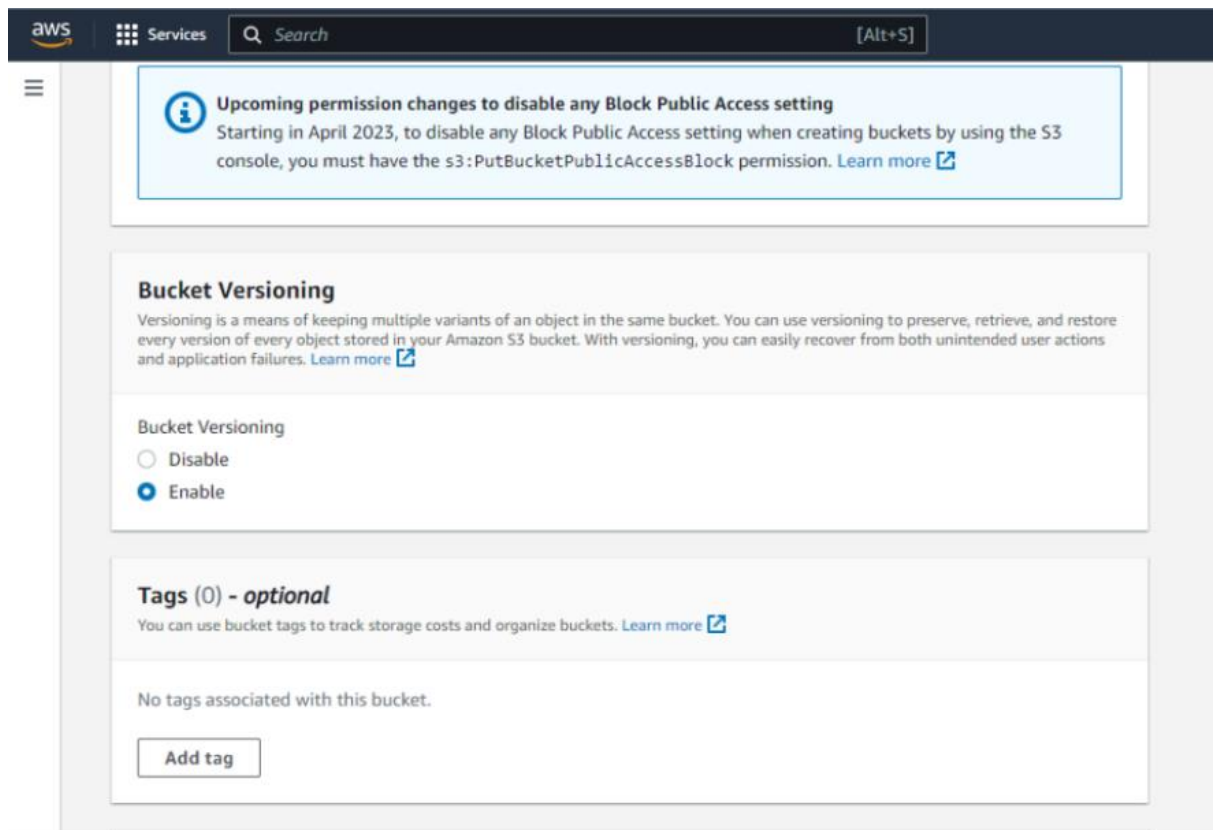 aws
Services
Search
[Alt+S]
Upcoming permission changes to disable any Block Public Access setting
Starting in April 2023, to disable any Block Public Access setting when creating buckets by using the S3
console, you must have the s3:PutBucketPublicAccessBlock permission. Learn more
Bucket Versioning
Versioning is a means of keeping multiple variants of an object in the same bucket. You can use versioning to preserve, retrieve, and restore
every version of every object stored in your Amazon S3 bucket. With versioning, you can easily recover from both unintended user actions
and application failures. Learn more
Bucket Versioning
Disable
Enable
Tags (0) - optional
You can use bucket tags to track storage costs and organize buckets. Learn more
No tags associated with this bucket.
Add tag